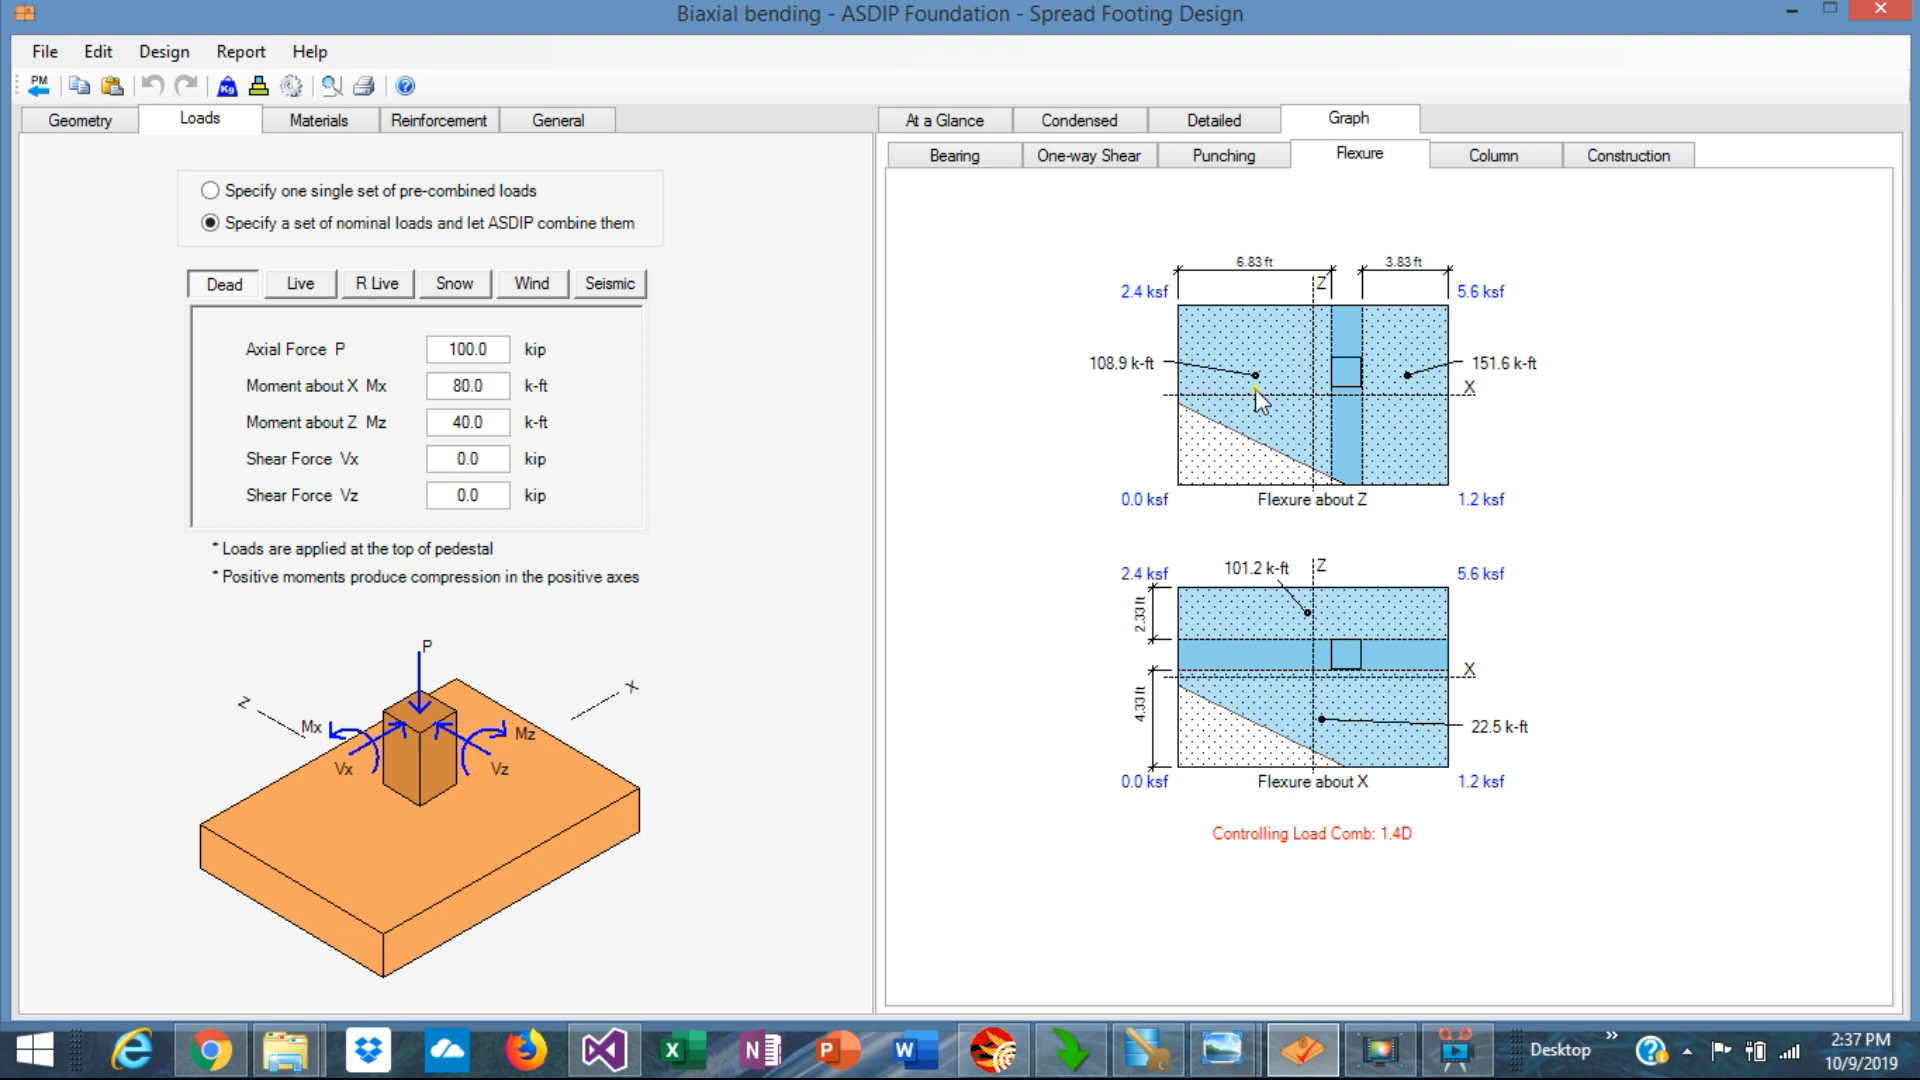 Biaxial bending - ASDIP Foundation - Spread Footing Design
File Edit Design Report Help
PM Kg
Geometry Loads Materials Reinforcement General
At a Glance Condensed Detailed Graph
Bearing One-way Shear Punching Flexure Column Construction
Specify one single set of pre-combined loads
Specify a set of nominal loads and let ASDIP combine them
Dead Live R Live Snow Wind Seismic
Axial Force P 100.0 kip
Moment about X Mx 80.0 k-ft
Moment about Z Mz 40.0 k-ft
Shear Force Vx 0.0 kip
Shear Force Vz 0.0 kip
* Loads are applied at the top of pedestal
* Positive moments produce compression in the positive axes
P
Z X
Mx Mz
Vx Vz
6.83 ft 3.83 ft
2.4 ksf Z 5.6 ksf
108.9 k-ft 151.6 k-ft
X
0.0 ksf Flexure about Z 1.2 ksf
101.2 k-ft Z
2.4 ksf 5.6 ksf
2.33 ft
X
4.33 ft
22.5 k-ft
0.0 ksf Flexure about X 1.2 ksf
Controlling Load Comb: 1.4D
Desktop
2:37 PM
10/9/2019